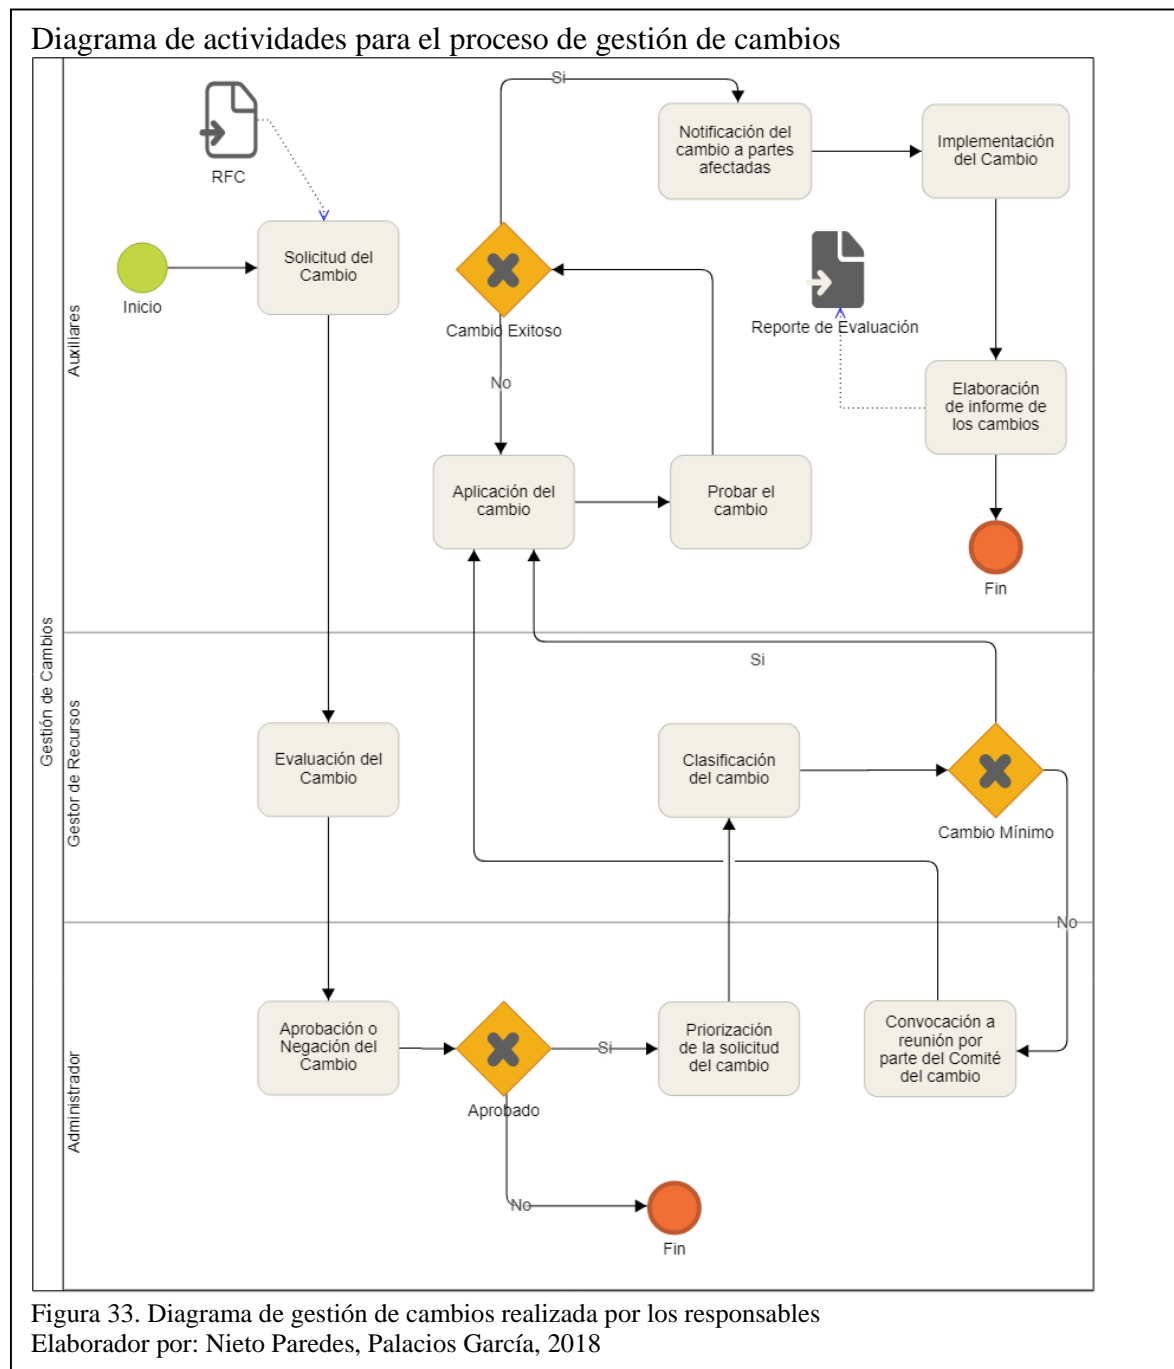 Diagrama de actividades para el proceso de gestión de cambios
Gestión de Cambios
Auxiliares
RFC
Inicio
Solicitud del
Cambio
Si
Cambio Exitoso
No
Notificación del
cambio a partes
afectadas
Implementación
del Cambio
Reporte de Evaluación
Elaboración
de informe de
los cambios
Aplicación del
cambio
Probar el
cambio
Fin
Gestor de Recursos
Si
Evaluación del
Cambio
Clasificación
del cambio
Cambio Mínimo
No
Administrador
Aprobación o
Negación del
Cambio
Aprobado
Si
Priorización
de la solicitud
del cambio
Convocación a
reunión por
parte del Comité
del cambio
No
Fin
Figura 33. Diagrama de gestión de cambios realizada por los responsables
Elaborador por: Nieto Paredes, Palacios García, 2018